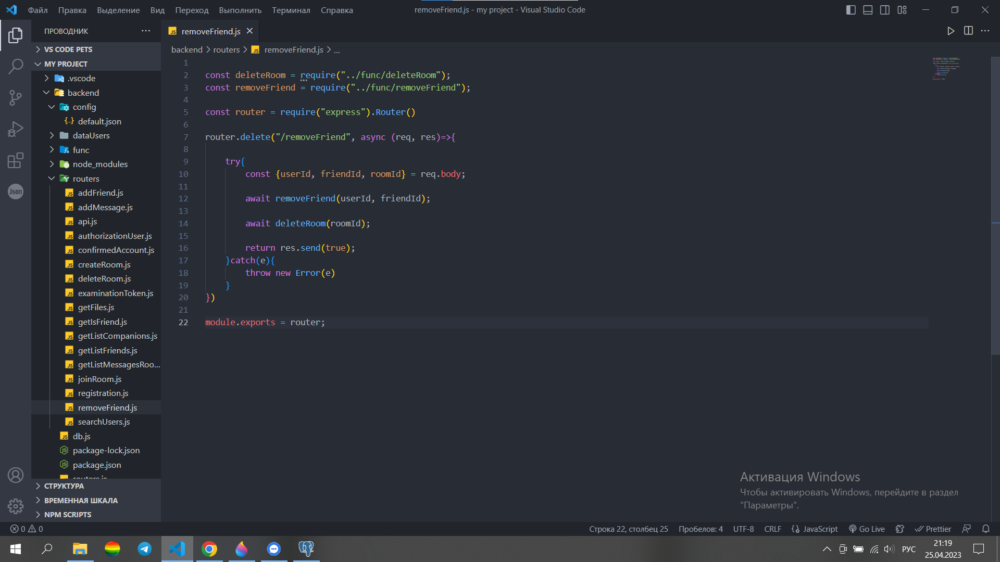 Файл Правка Выделение Вид Переход Выполнить Терминал Справка
removeFriend.js - my project - Visual Studio Code
ПРОВОДНИК
VS CODE PETS
MY PROJECT
.vscode
backend
config
default.json
dataUsers
func
node_modules
routers
addFriend.js
addMessage.js
api.js
authorizationUser.js
confirmedAccount.js
createRoom.js
deleteRoom.js
examinationToken.js
getFiles.js
getIsFriend.js
getListCompanions.js
getListFriends.js
getListMessagesRoo...
joinRoom.js
registration.js
removeFriend.js
searchUsers.js
db.js
package-lock.json
package.json
routers.js
СТРУКТУРА
ВРЕМЕННАЯ ШКАЛА
NPM SCRIPTS
Json
removeFriend.js
backend > routers > JS removeFriend.js > ...
1
2 const deleteRoom = require("../func/deleteRoom");
3 const removeFriend = require("../func/removeFriend");
4
5 const router = require("express").Router()
6
7 router.delete("/removeFriend", async (req, res)=>{
8
9 try{
10 const {userId, friendId, roomId} = req.body;
11
12 await removeFriend(userId, friendId);
13
14 await deleteRoom(roomId);
15
16 return res.send(true);
17 }catch(e){
18 throw new Error(e)
19 }
20 })
21
22 module.exports = router;
Активация Windows
Чтобы активировать Windows, перейдите в раздел
"Параметры".
0 0 Строка 22, столбец 25 Пробелов: 4 UTF-8 CRLF JavaScript Go Live Prettier
РУС
21:19
25.04.2023